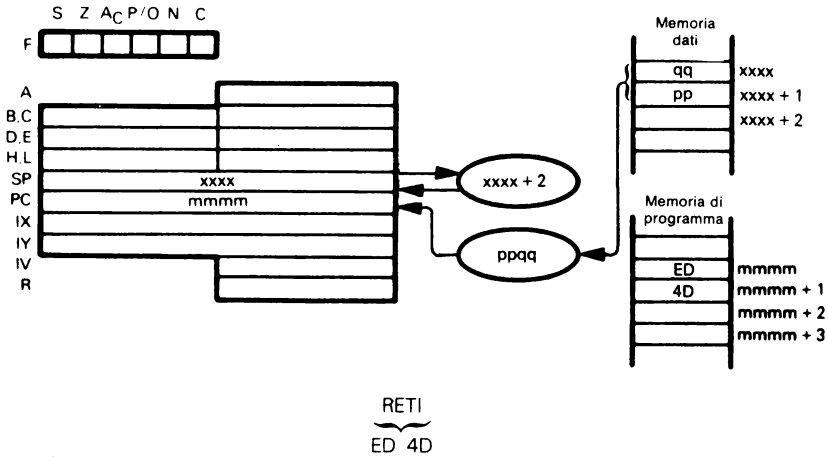 S Z AC P/O N C
F
A
B,C
D,E
H,L
SP xxxx
PC mmmm
IX
IY
IV
R
xxxx + 2
ppqq
Memoria
dati
qq xxxx
pp xxxx + 1
xxxx + 2
Memoria di
programma
ED mmmm
4D mmmm + 1
mmmm + 2
mmmm + 3
RETI
ED 4D